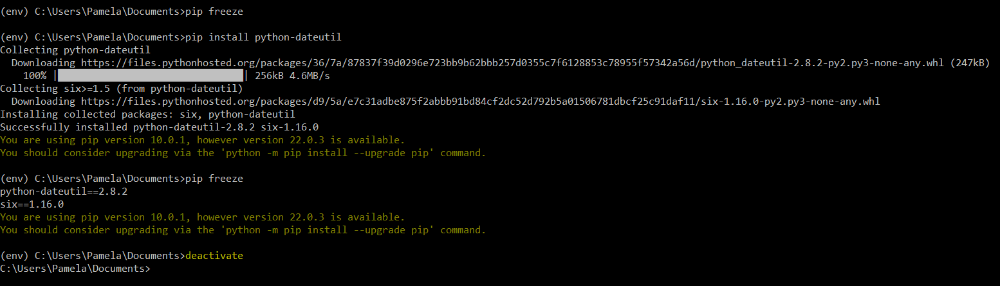 (env) C:\Users\Pamela\Documents>pip freeze
(env) C:\Users\Pamela\Documents>pip install python-dateutil
Collecting python-dateutil
  Downloading https://files.pythonhosted.org/packages/36/7a/87837f39d0296e723bb9b62bbb257d0355c7f6128853c78955f57342a56d/python_dateutil-2.8.2-py2.py3-none-any.whl (247kB)
    100% |████████████████████████████████| 256kB 4.6MB/s
Collecting six>=1.5 (from python-dateutil)
  Downloading https://files.pythonhosted.org/packages/d9/5a/e7c31adbe875f2abbb91bd84cf2dc52d792b5a01506781dbcf25c91daf11/six-1.16.0-py2.py3-none-any.whl
Installing collected packages: six, python-dateutil
Successfully installed python-dateutil-2.8.2 six-1.16.0
You are using pip version 10.0.1, however version 22.0.3 is available.
You should consider upgrading via the 'python -m pip install --upgrade pip' command.
(env) C:\Users\Pamela\Documents>pip freeze
python-dateutil==2.8.2
six==1.16.0
You are using pip version 10.0.1, however version 22.0.3 is available.
You should consider upgrading via the 'python -m pip install --upgrade pip' command.
(env) C:\Users\Pamela\Documents>deactivate
C:\Users\Pamela\Documents>